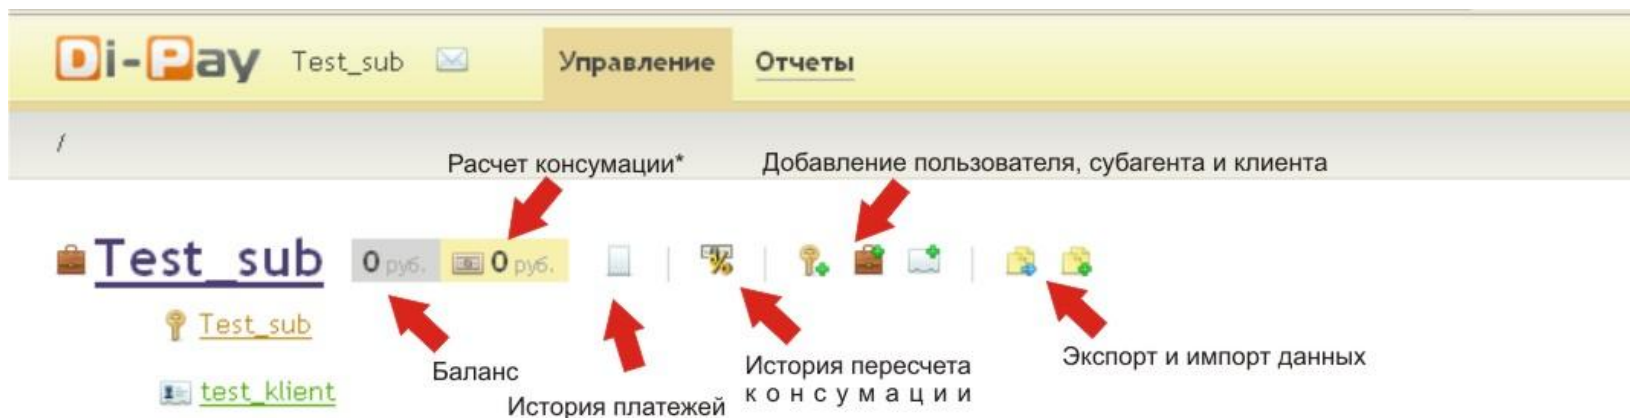 Di-Pay Test_sub Управление Отчеты
/
Расчет консумации* Добавление пользователя, субагента и клиента
Test_sub 0 руб. 0 руб.
Test_sub
Баланс
История пересчета
консумации
Экспорт и импорт данных
test_klient
История платежей